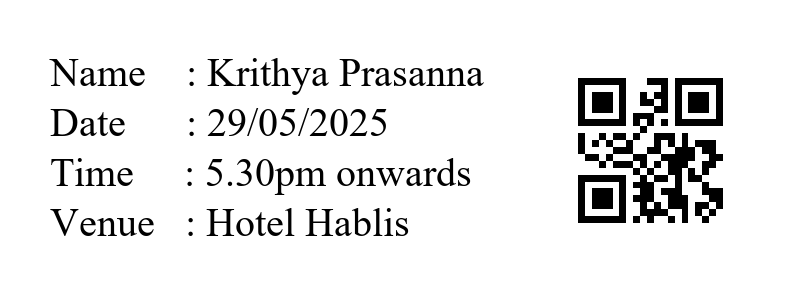 Name : Krithya Prasanna
Date : 29/05/2025
Time : 5.30pm onwards
Venue : Hotel Hablis